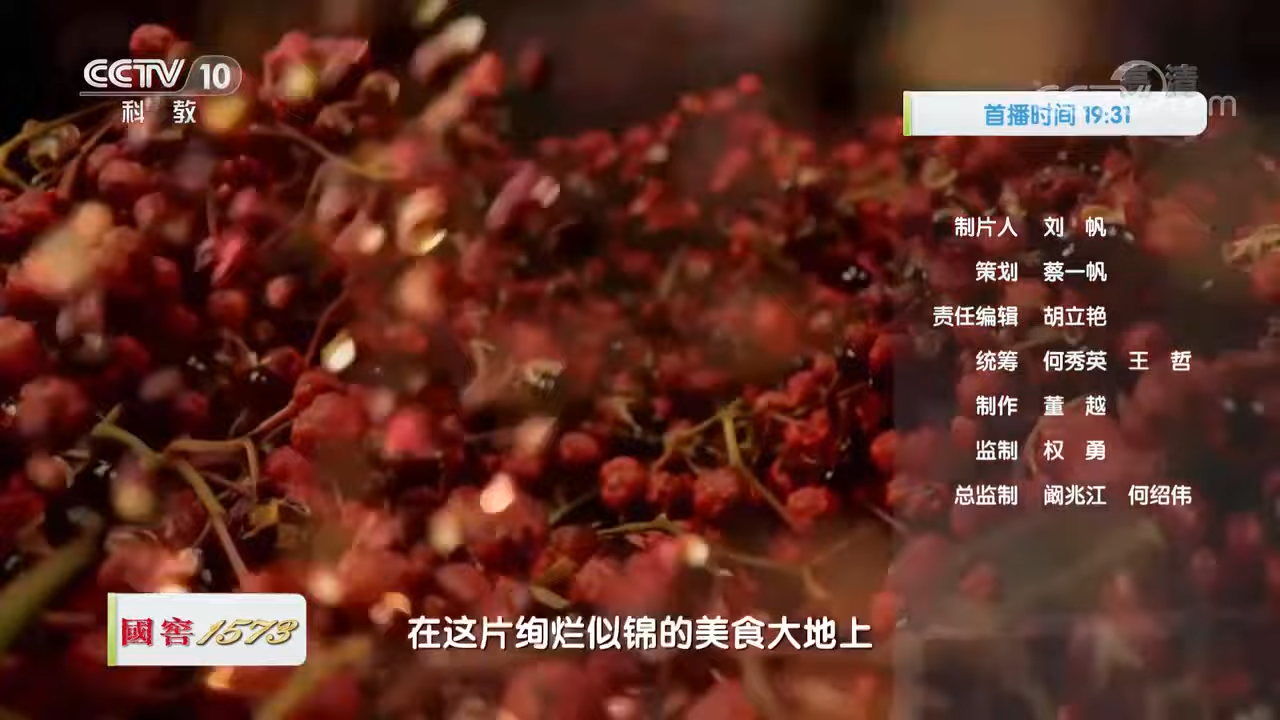 CCTV 10
科教
高清
首播时间 19:31
制片人 刘 帆
策划 蔡一帆
责任编辑 胡立艳
统筹 何秀英 王 哲
制作 董 越
监制 权 勇
总监制 阚兆江 何绍伟
國窖1573
在这片绚烂似锦的美食大地上